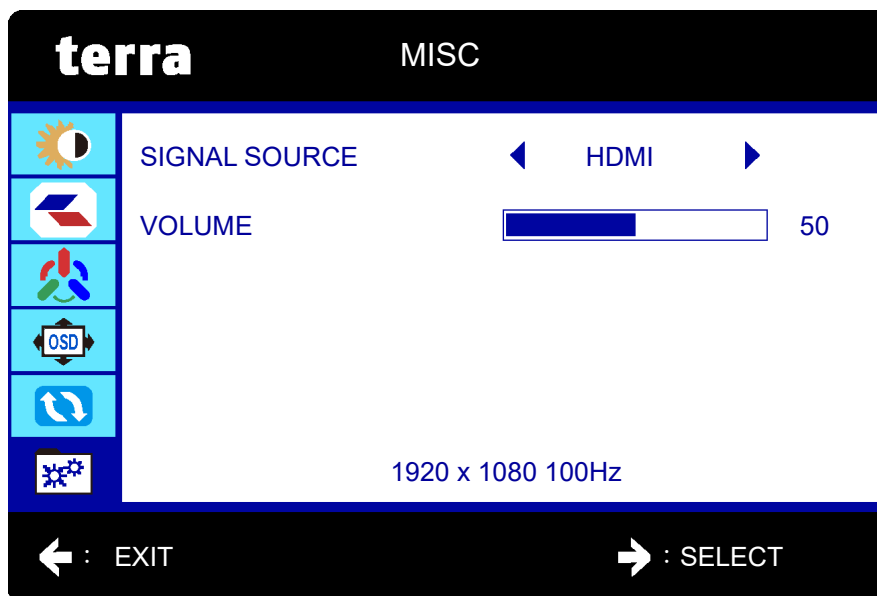 terra MISC
SIGNAL SOURCE HDMI
VOLUME 50
OSD
1920 x 1080 100Hz
: EXIT : SELECT